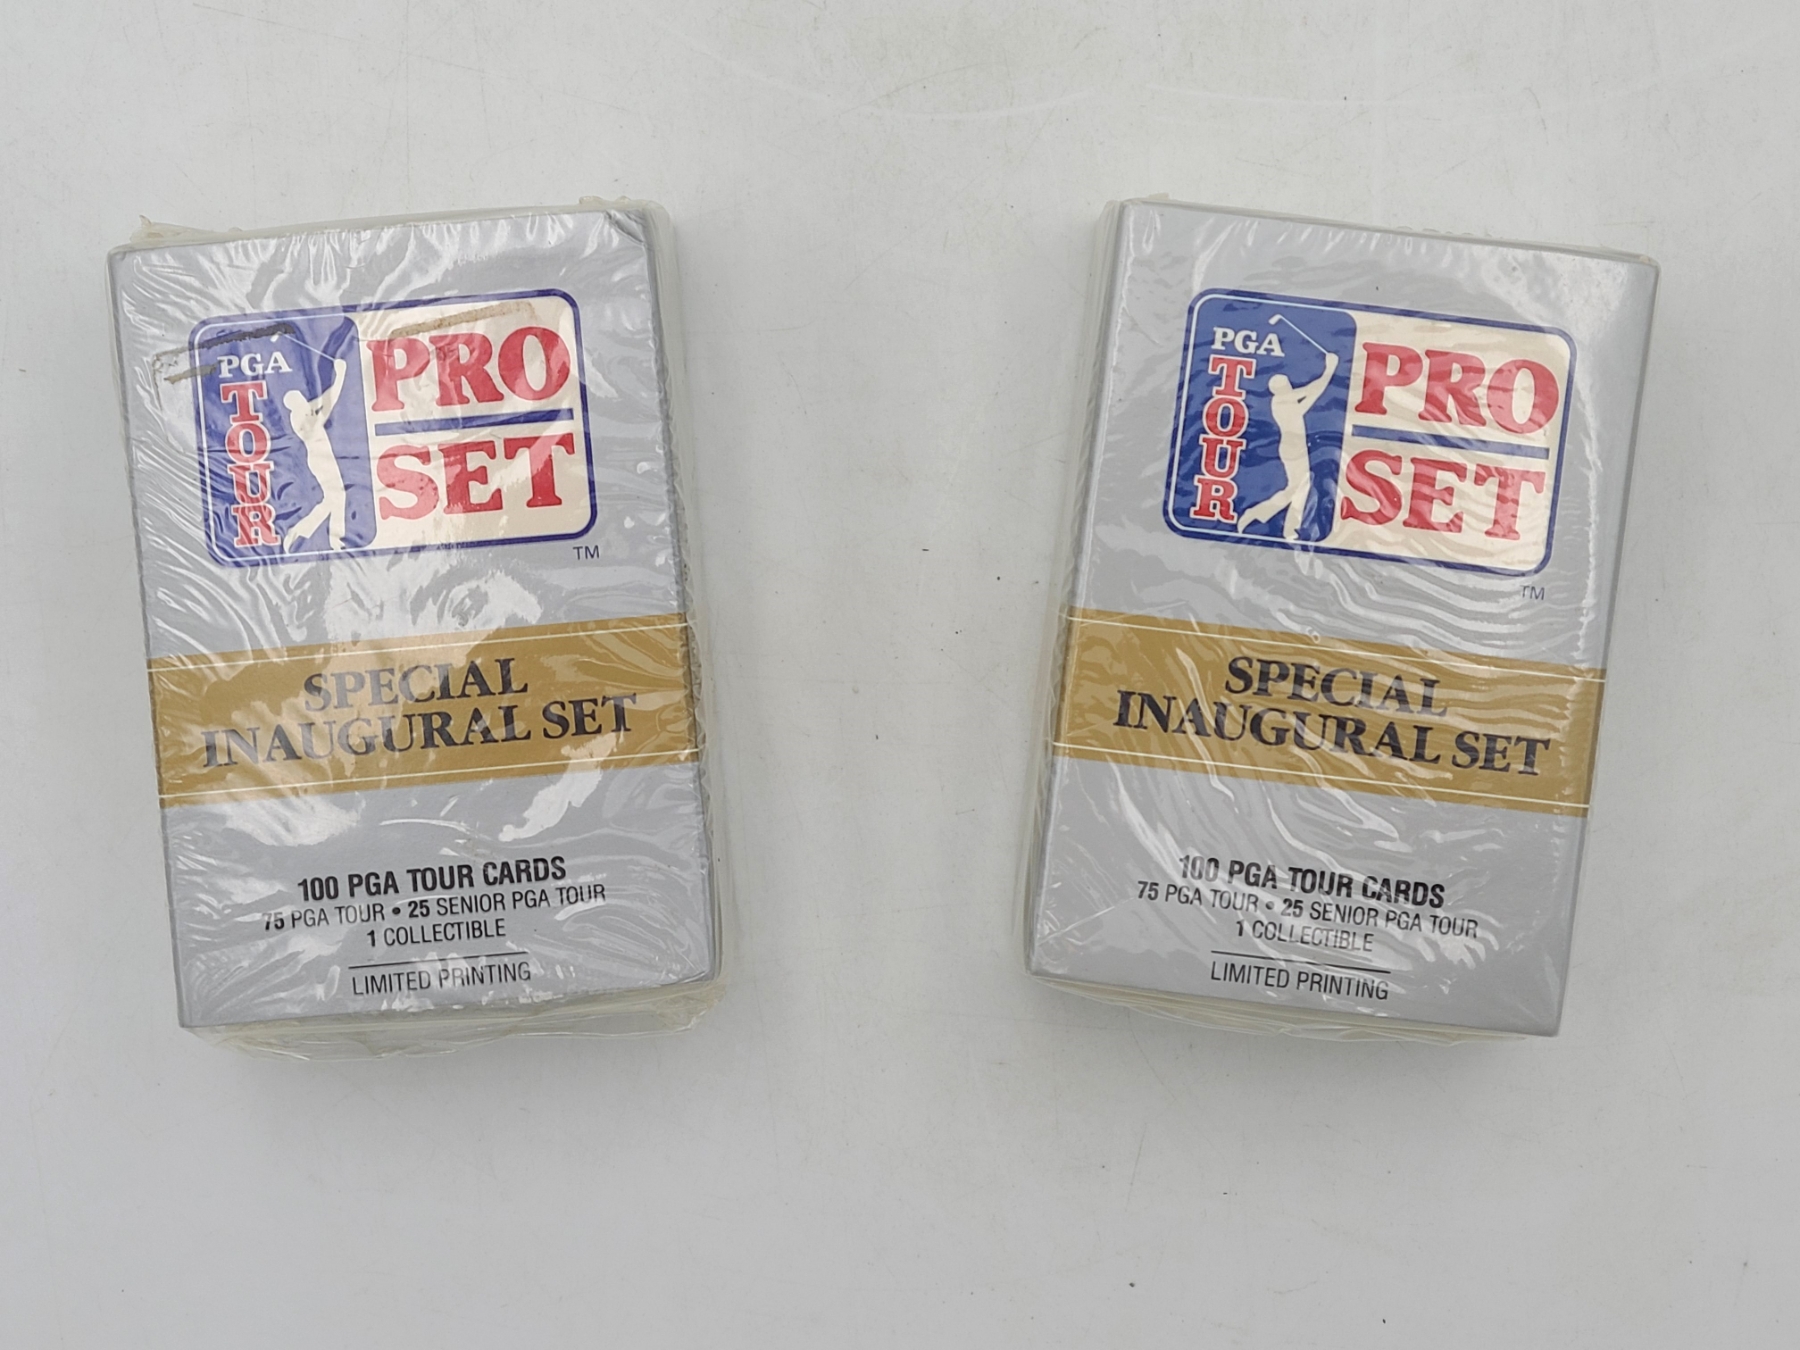 PGA
TOUR
PRO
SET
TM
SPECIAL
INAUGURAL SET
100 PGA TOUR CARDS
75 PGA TOUR • 25 SENIOR PGA TOUR
1 COLLECTIBLE
LIMITED PRINTING
PGA
TOUR
PRO
SET
TM
SPECIAL
INAUGURAL SET
100 PGA TOUR CARDS
75 PGA TOUR • 25 SENIOR PGA TOUR
1 COLLECTIBLE
LIMITED PRINTING